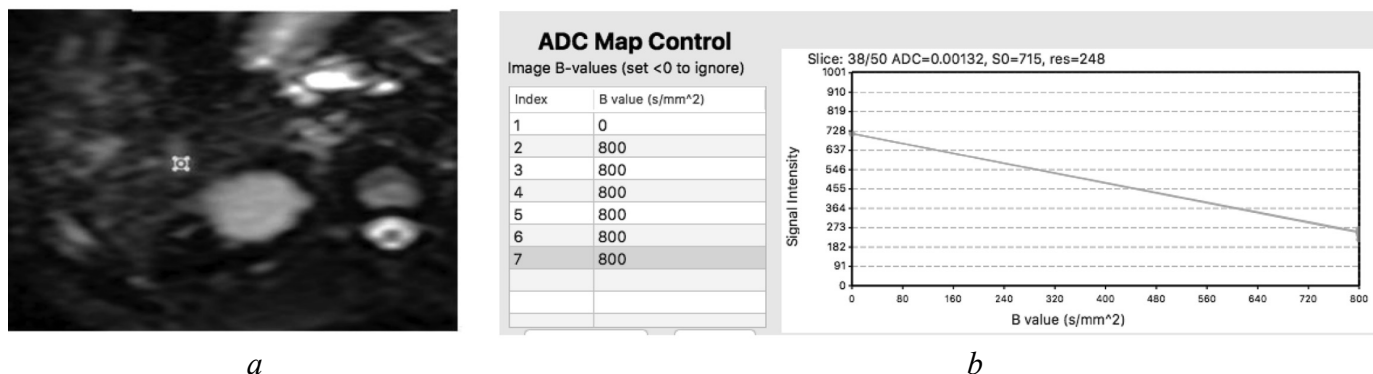 ADC Map Control
Image B-values (set <0 to ignore)
Index B value (s/mm^2)
1 0
2 800
3 800
4 800
5 800
6 800
7 800
Slice: 38/50 ADC=0.00132, S0=715, res=248
Signal Intensity
1001
910
819
728
637
546
455
364
273
182
91
0
0 80 160 240 320 400 480 560 640 720 800
B value (s/mm^2)
a b